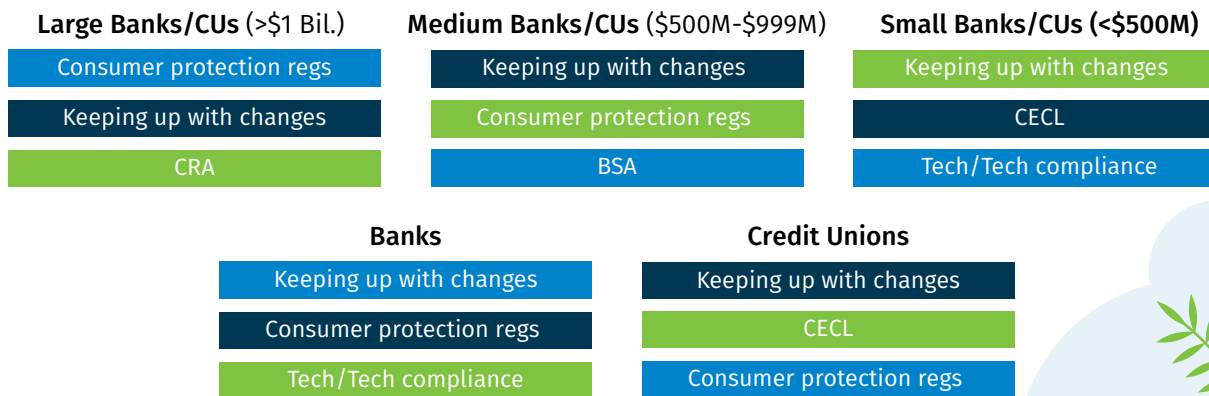 Large Banks/CUs (>$1 Bil.)
Consumer protection regs
Keeping up with changes
CRA
Medium Banks/CUs ($500M-$999M)
Keeping up with changes
Consumer protection regs
BSA
Small Banks/CUs (<$500M)
Keeping up with changes
CECL
Tech/Tech compliance
Banks
Keeping up with changes
Consumer protection regs
Tech/Tech compliance
Credit Unions
Keeping up with changes
CECL
Consumer protection regs